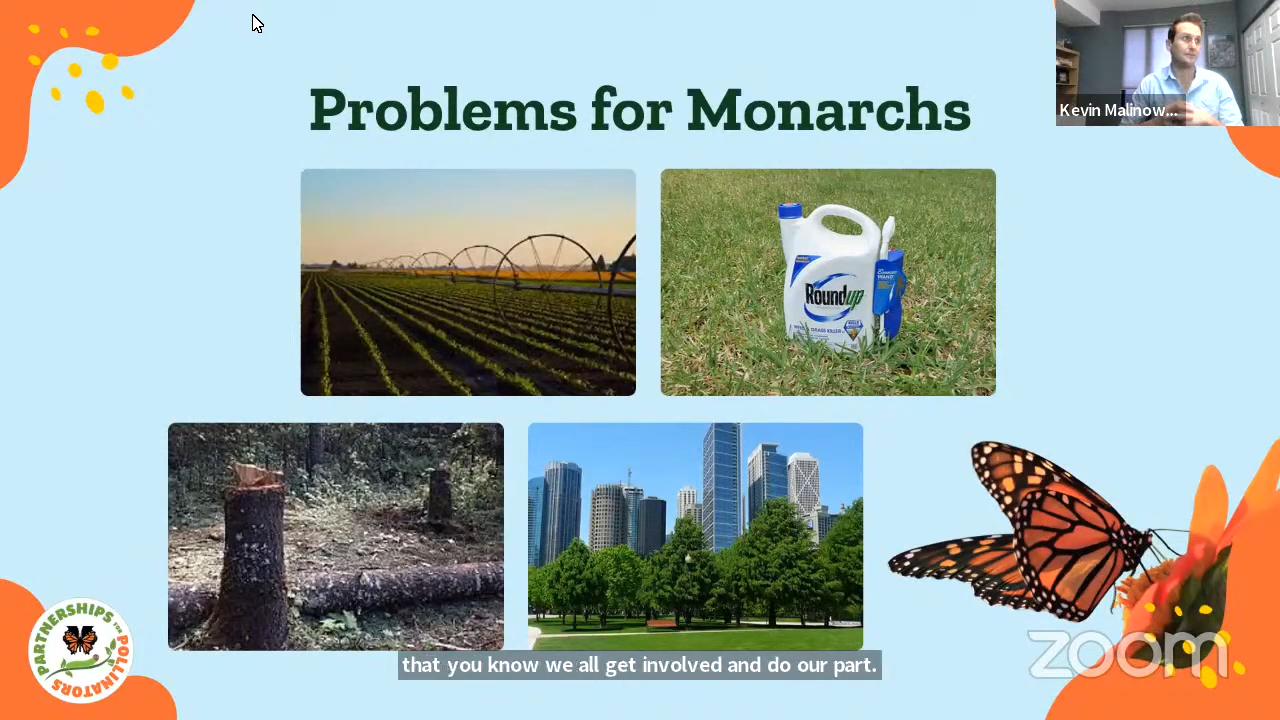 Problems for Monarchs
Kevin Malinow...
Roundup
PARTNERSHIPS FOR POLLINATORS
zoom
that you know we all get involved and do our part.